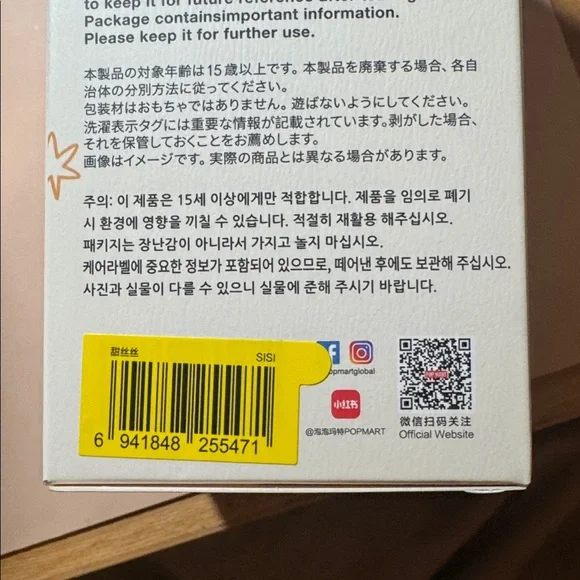 to keep it for future reference after
Package containsimportant information.
Please keep it for further use.
本製品の対象年齢は15歳以上です。本製品を廃棄する場合、各自
治体の分別方法に従ってください。
包装材はおもちゃではありません。遊ばないようにしてください。
洗濯表示タグには重要な情報が記載されています。剥がした場合、
それを保管しておくことをお薦めします。
画像はイメージです。実際の商品とは異なる場合があります。
주의: 이 제품은 15세 이상에게만 적합합니다. 제품을 임의로 폐기
시 환경에 영향을 끼칠 수 있습니다. 적절히 재활용 해주십시오.
패키지는 장난감이 아니라서 가지고 놀지 마십시오.
케어라벨에 중요한 정보가 포함되어 있으므로, 떼어낸 후에도 보관해 주십시오.
사진과 실물이 다를 수 있으니 실물에 준해 주시기 바랍니다.
甜丝丝 SISI
6 941848 255471
opmartglobal
小红书
@泡泡玛特POPMART
POP MART
微信扫码关注
Official Website